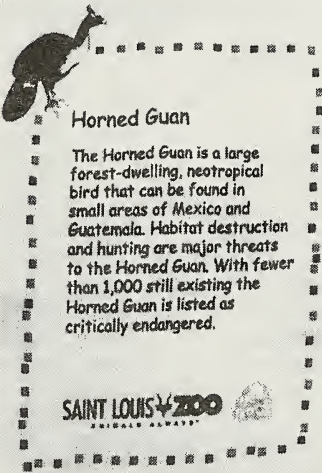 Horned Guan
The Horned Guan is a large
forest-dwelling, neotropical
bird that can be found in
small areas of Mexico and
Guatemala. Habitat destruction
and hunting are major threats
to the Horned Guan. With fewer
than 1,000 still existing the
Horned Guan is listed as
critically endangered.
SAINT LOUIS ZOO
ANIMALS ALWAYS